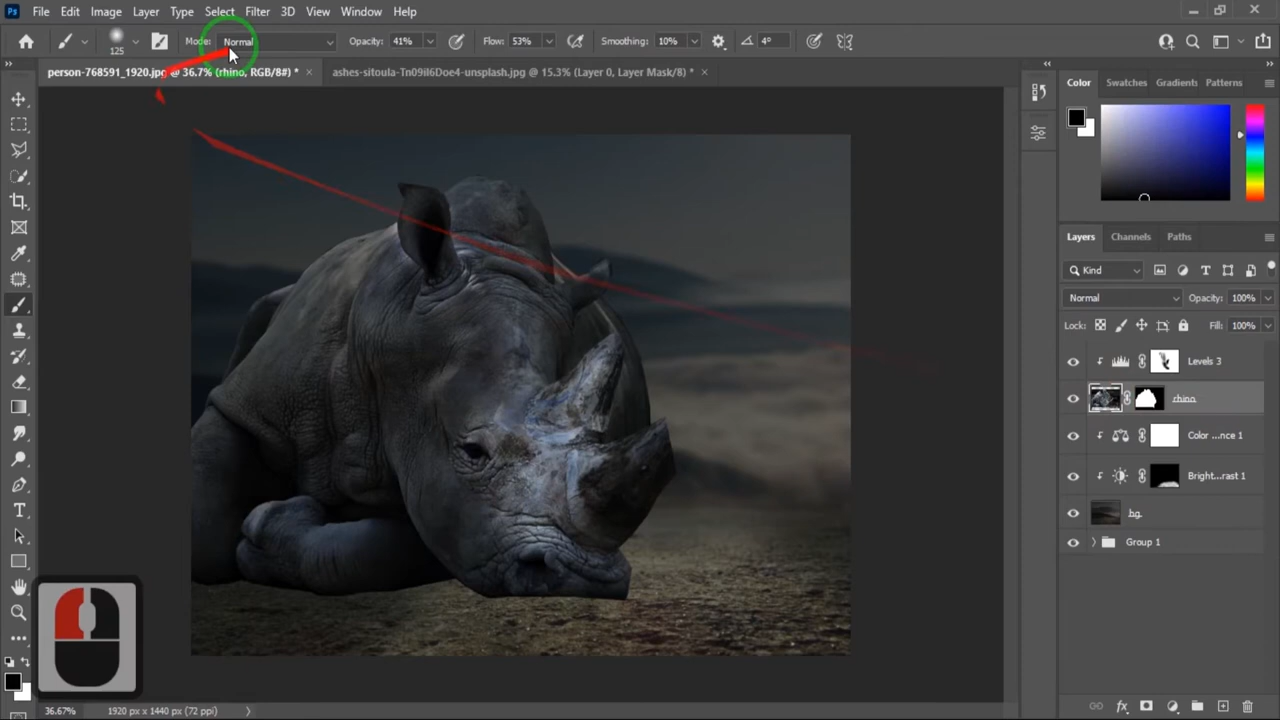 Ps File Edit Image Layer Type Select Filter 3D View Window Help
125 Mode: Normal Opacity: 41% Flow: 53% Smoothing: 10% 4°
person-768591_1920.jpg @ 36.7% (rhino, RGB/8#) * × ashes-sitoula-Tn09iI6Doe4-unsplash.jpg @ 15.3% (Layer 0, Layer Mask/8) * ×
Color Swatches Gradients Patterns
Layers Channels Paths
Kind
Normal Opacity: 100%
Lock: Fill: 100%
Levels 3
rhino
Color ...nce 1
Bright...rast 1
bg
Group 1
36.67% 1920 px x 1440 px (72 ppi)